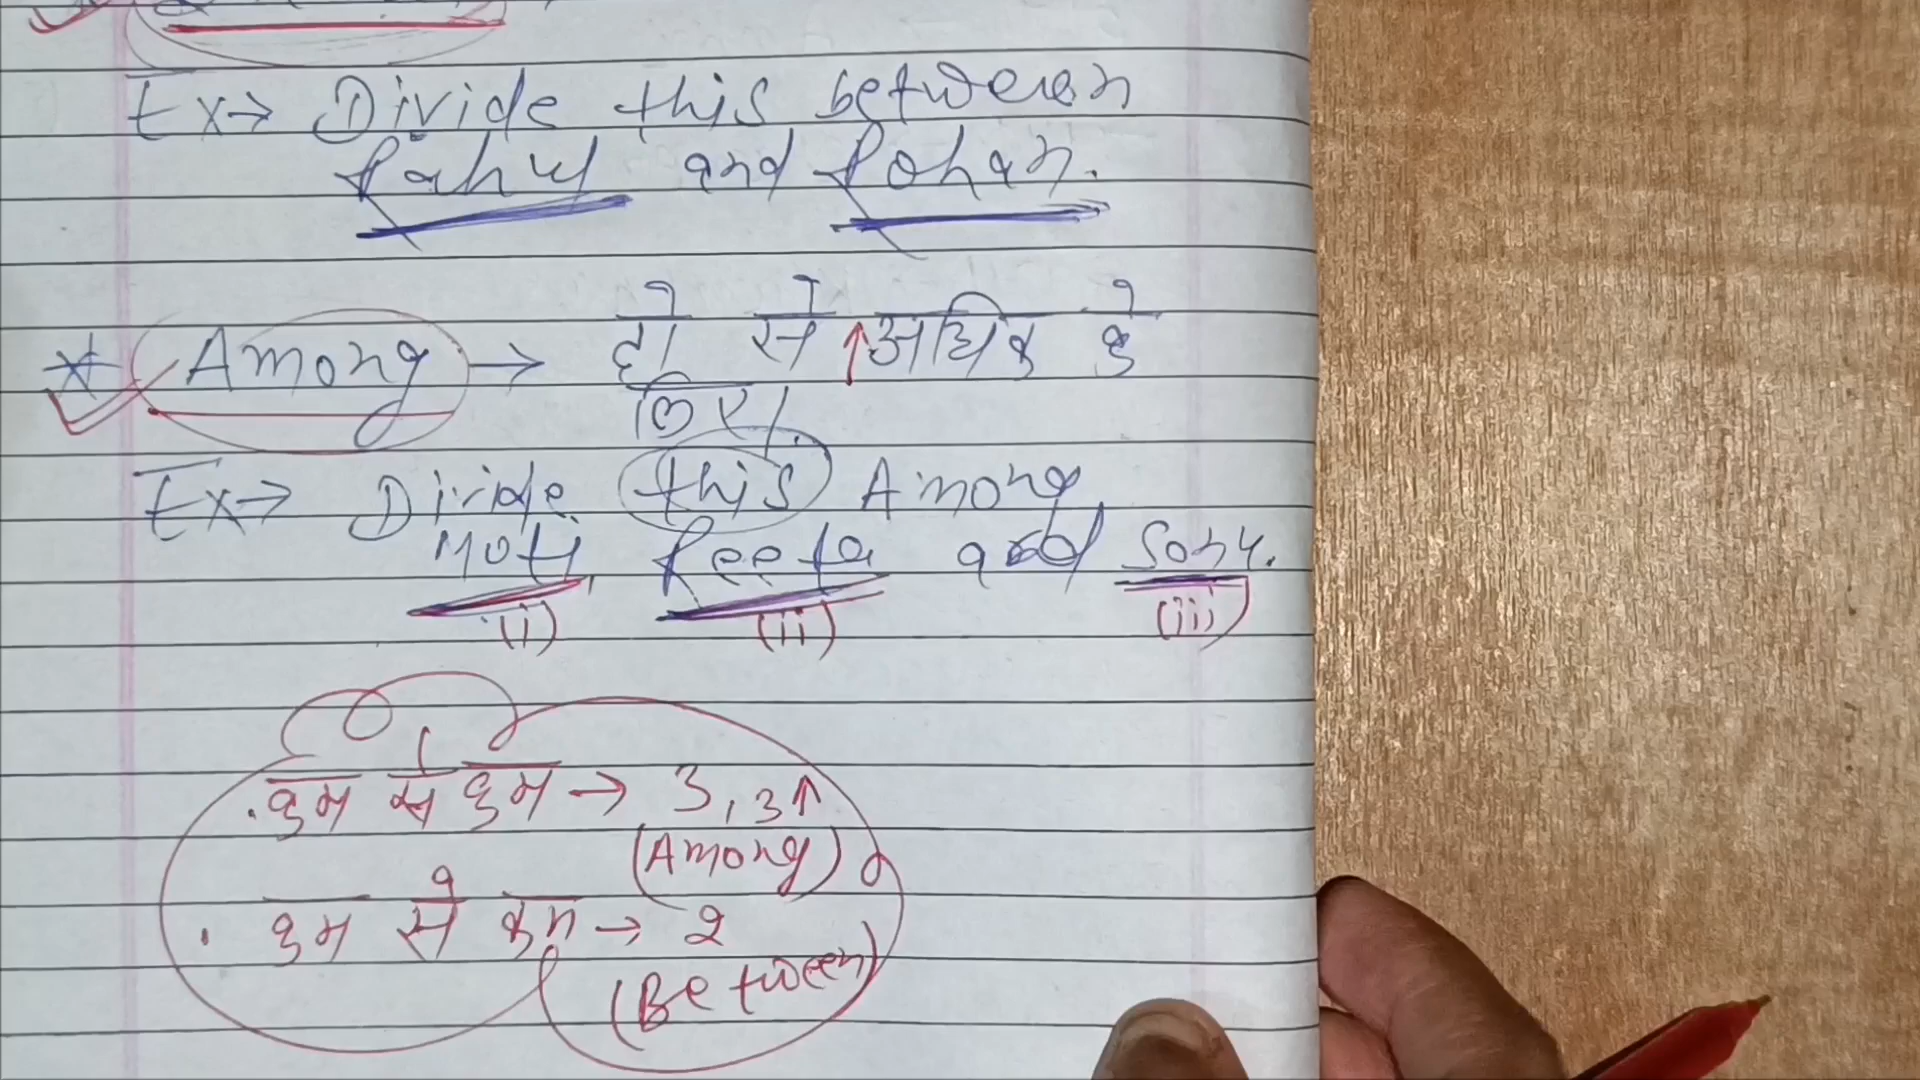 Ex→ Divide this between
Rahul and Rohan.
* Among → दो से ↑अधिक के
लिए।
Ex→ Divide this Among
Moti, Reeta and Sonu.
(i) (ii) (iii)
. कम से कम → 3, 3↑
(Among)
. कम से कम → 2
(Between)